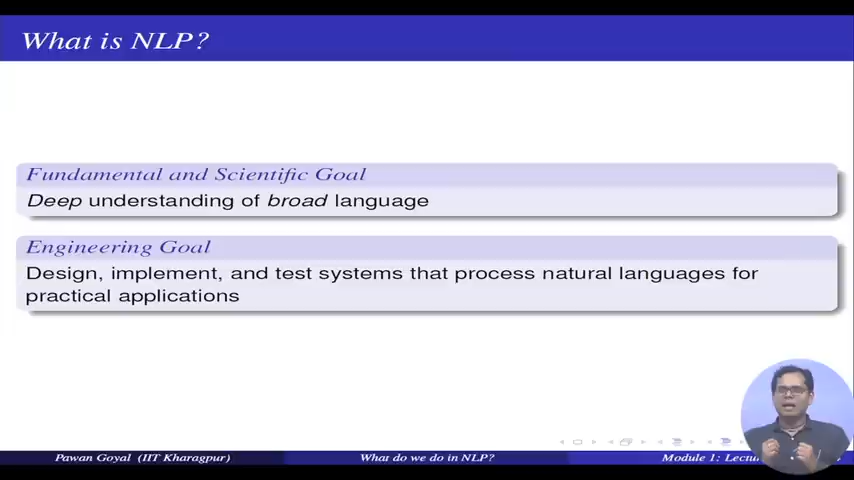 What is NLP?
Fundamental and Scientific Goal
Deep understanding of broad language
Engineering Goal
Design, implement, and test systems that process natural languages for
practical applications
Pawan Goyal (IIT Kharagpur)
What do we do in NLP?
Module 1: